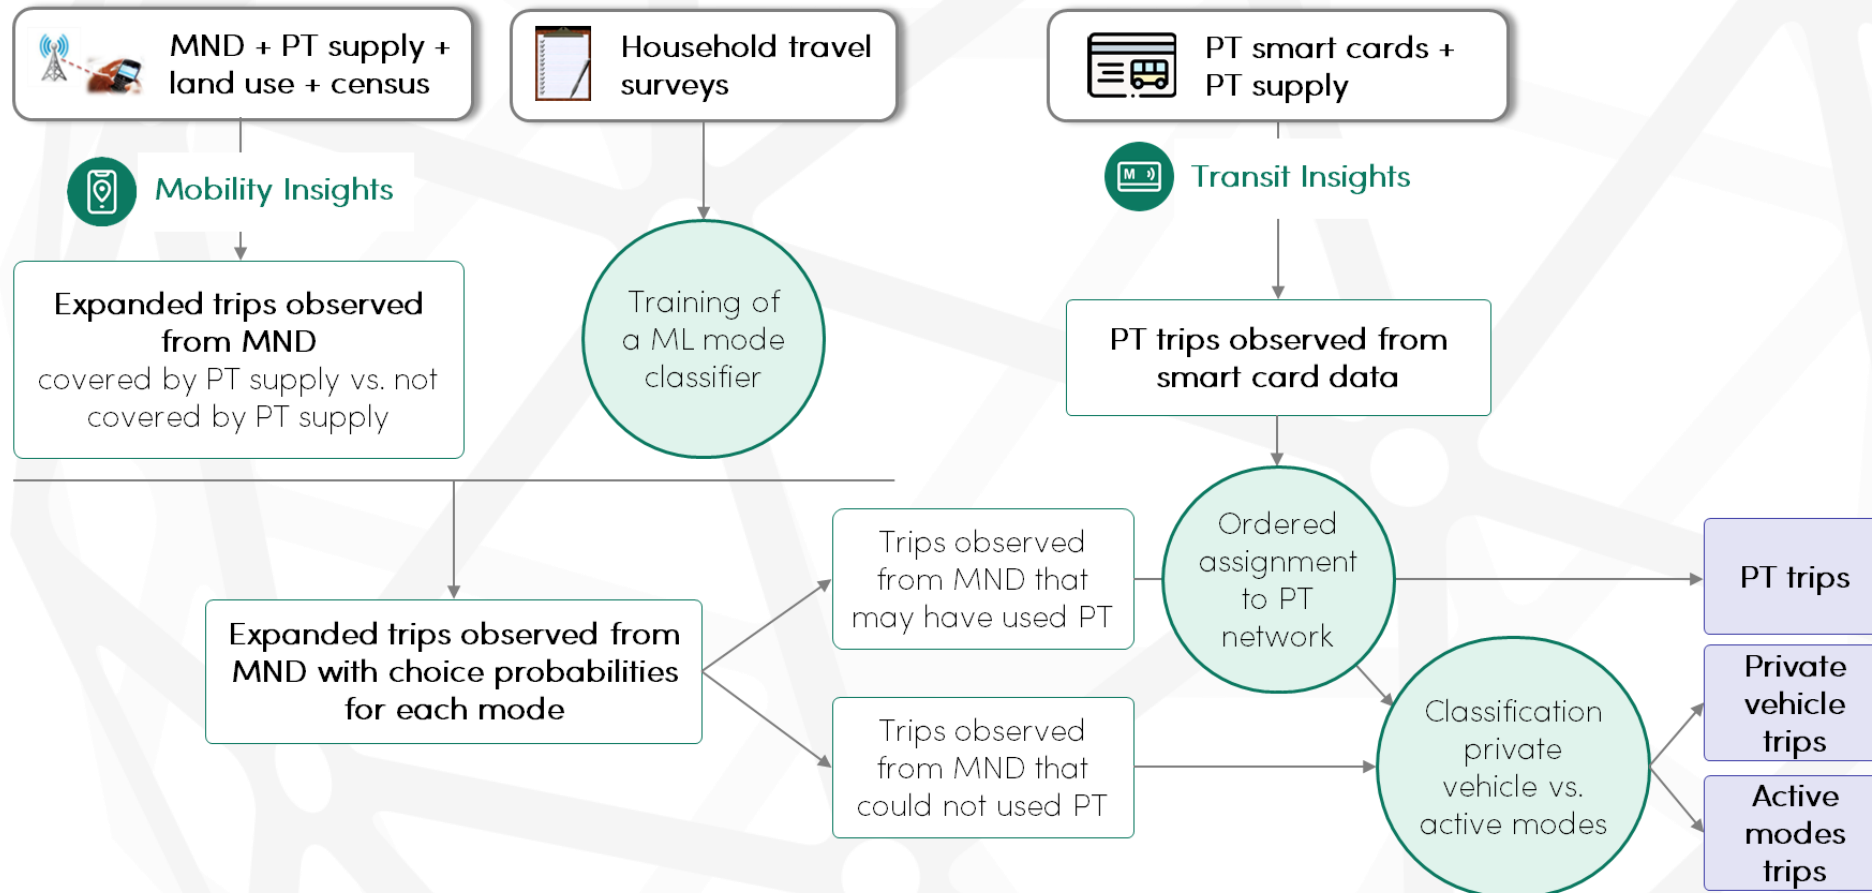 MND + PT supply +
land use + census
Household travel
surveys
PT smart cards +
PT supply
Mobility Insights
M
Transit Insights
Expanded trips observed
from MND
covered by PT supply vs. not
covered by PT supply
Training of
a ML mode
classifier
PT trips observed from
smart card data
Expanded trips observed from
MND with choice probabilities
for each mode
Trips observed
from MND that
may have used PT
Trips observed
from MND that
could not used PT
Ordered
assignment
to PT
network
Classification
private
vehicle vs.
active modes
PT trips
Private
vehicle
trips
Active
modes
trips